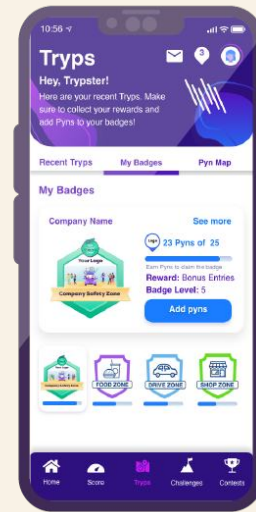 10:56
Tryps
3
Hey, Trypster!
Here are your recent Tryps. Make
sure to collect your rewards and
add Pyns to your badges!
Recent Tryps My Badges Pyn Map
My Badges
Company Name See more
Your Logo
Company Safety Zone
23 Pyns of 25
Earn Pyns to claim the badge
Reward: Bonus Entries
Badge Level: 5
Add pyns
Company Safety Zone
FOOD ZONE
DRIVE ZONE
SHOP ZONE
Home Score Tryps Challenges Contests